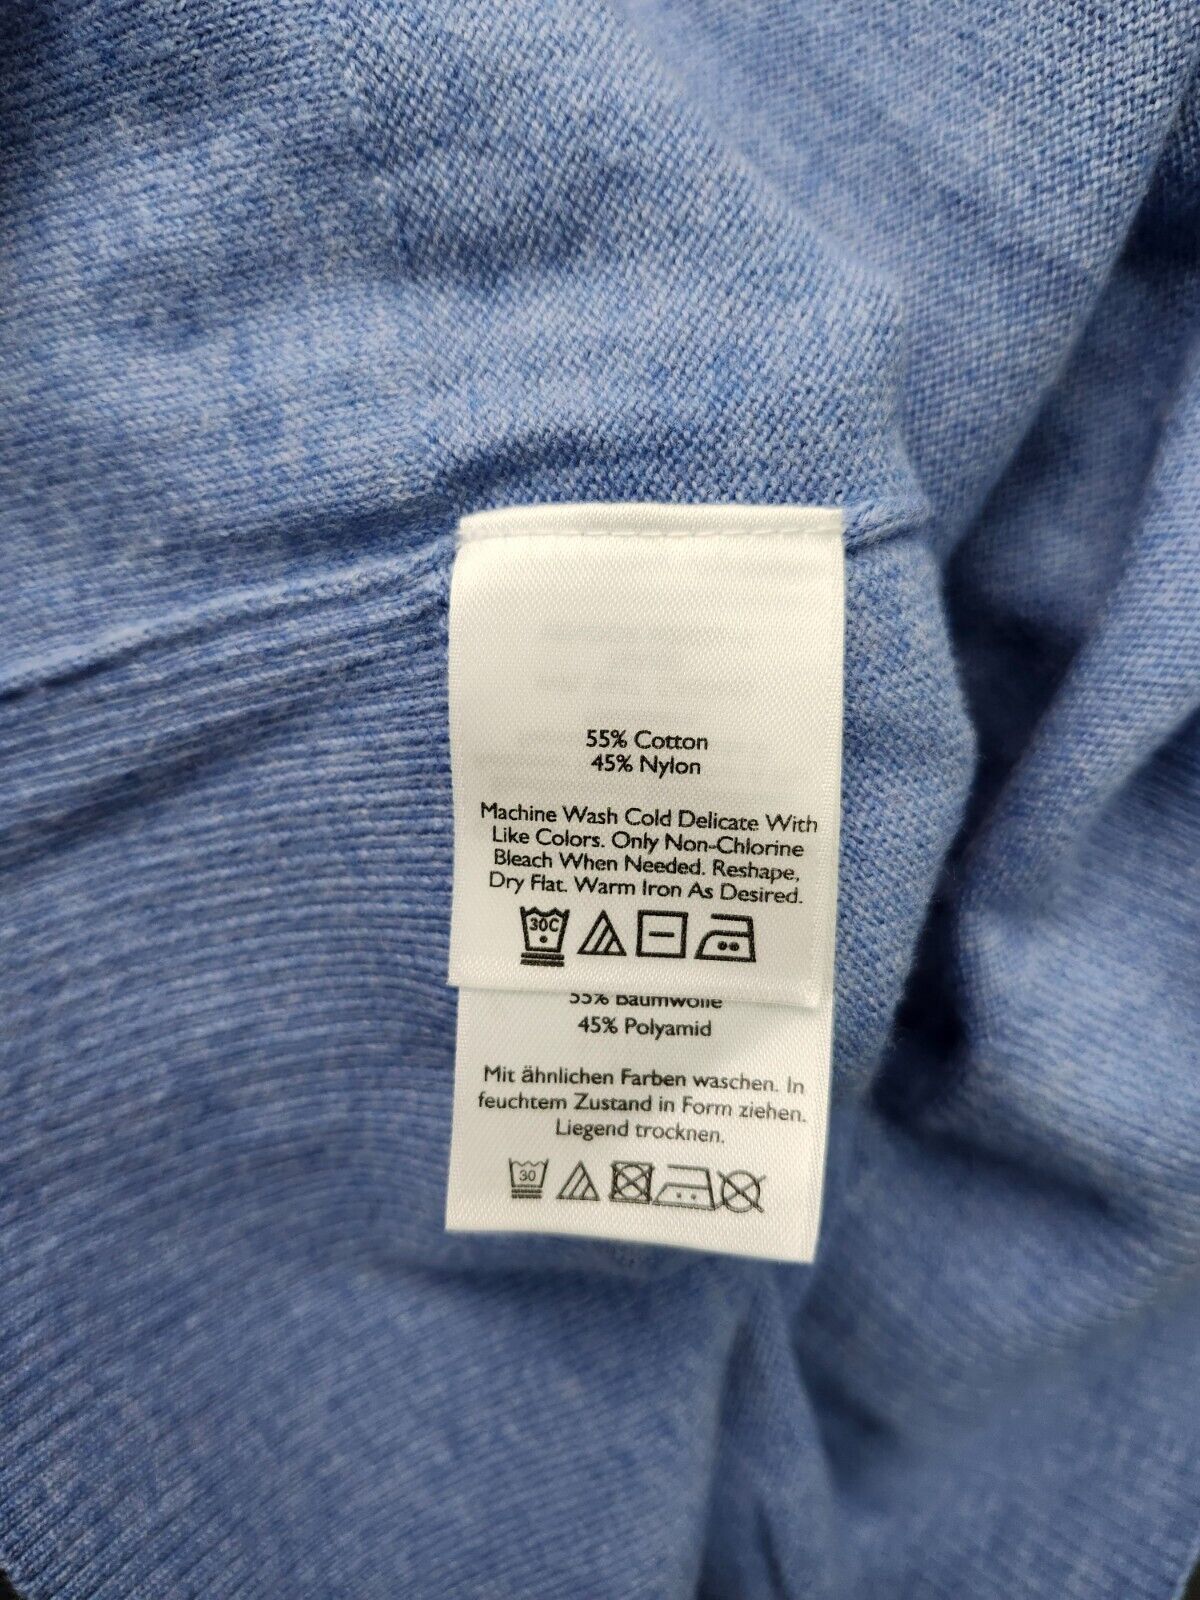 55% Cotton
45% Nylon
Machine Wash Cold Delicate With
Like Colors. Only Non-Chlorine
Bleach When Needed. Reshape,
Dry Flat. Warm Iron As Desired.
30C
55% Baumwolle
45% Polyamid
Mit ähnlichen Farben waschen. In
feuchtem Zustand in Form ziehen.
Liegend trocknen.
30